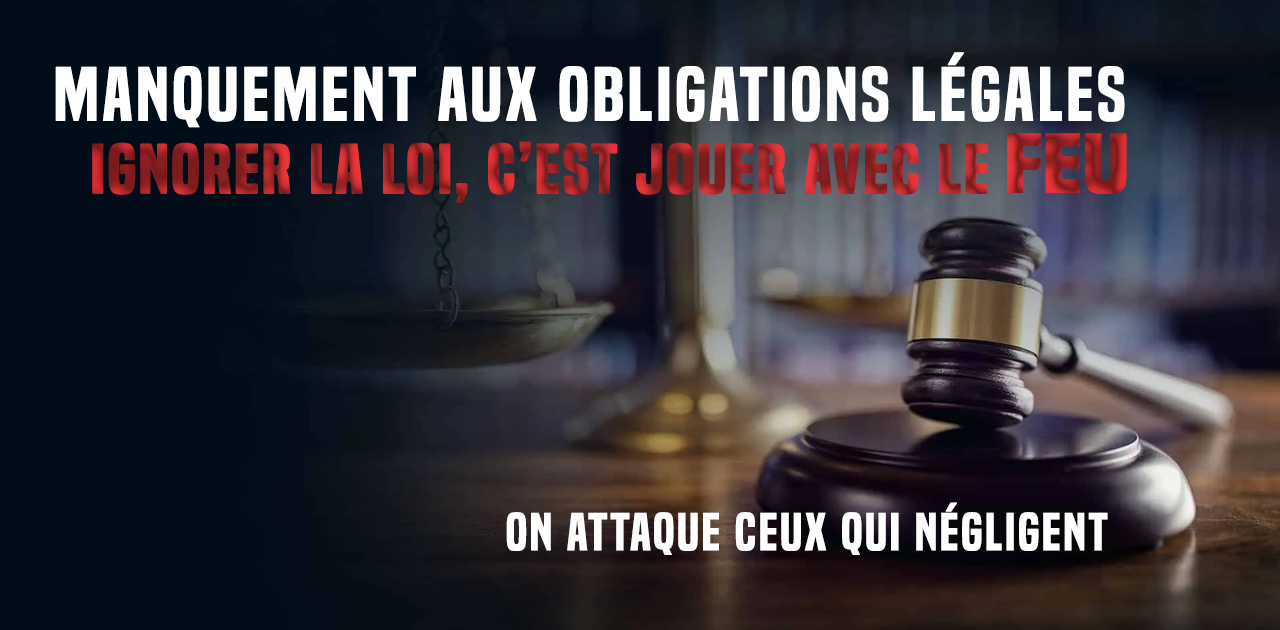 MANQUEMENT AUX OBLIGATIONS LÉGALES
IGNORER LA LOI, C'EST JOUER AVEC LE FEU
ON ATTAQUE CEUX QUI NÉGLIGENT